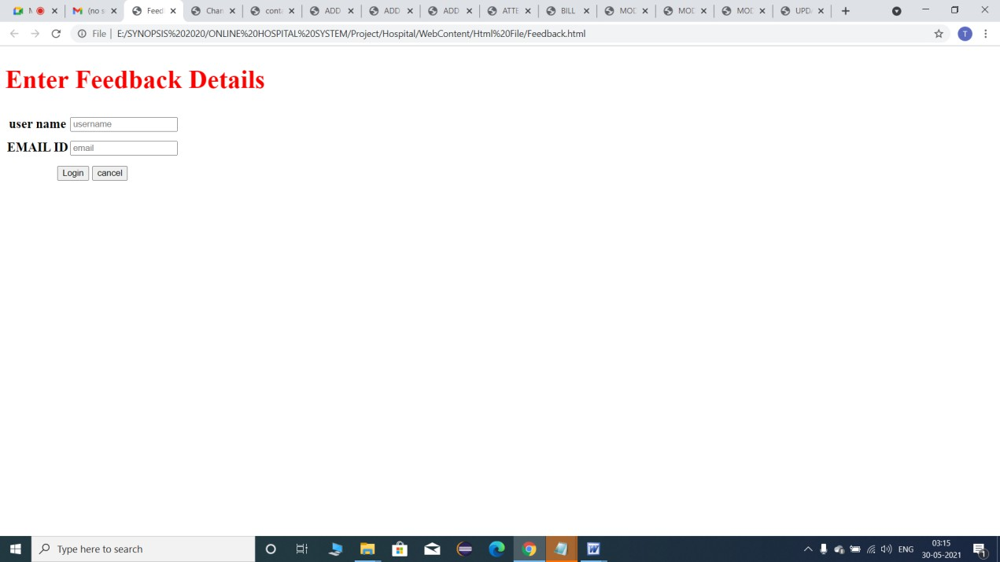 (no s
Feed
Chan
conta
ADD
ADD
ADD
ATTE
BILL
MOD
MOD
MOD
UPDA
File | E:/SYNOPSIS%202020/ONLINE%20HOSPITAL%20SYSTEM/Project/Hospital/WebContent/Html%20File/Feedback.html
T
Enter Feedback Details
user name username
EMAIL ID email
Login cancel
Type here to search
ENG
03:15
30-05-2021
1